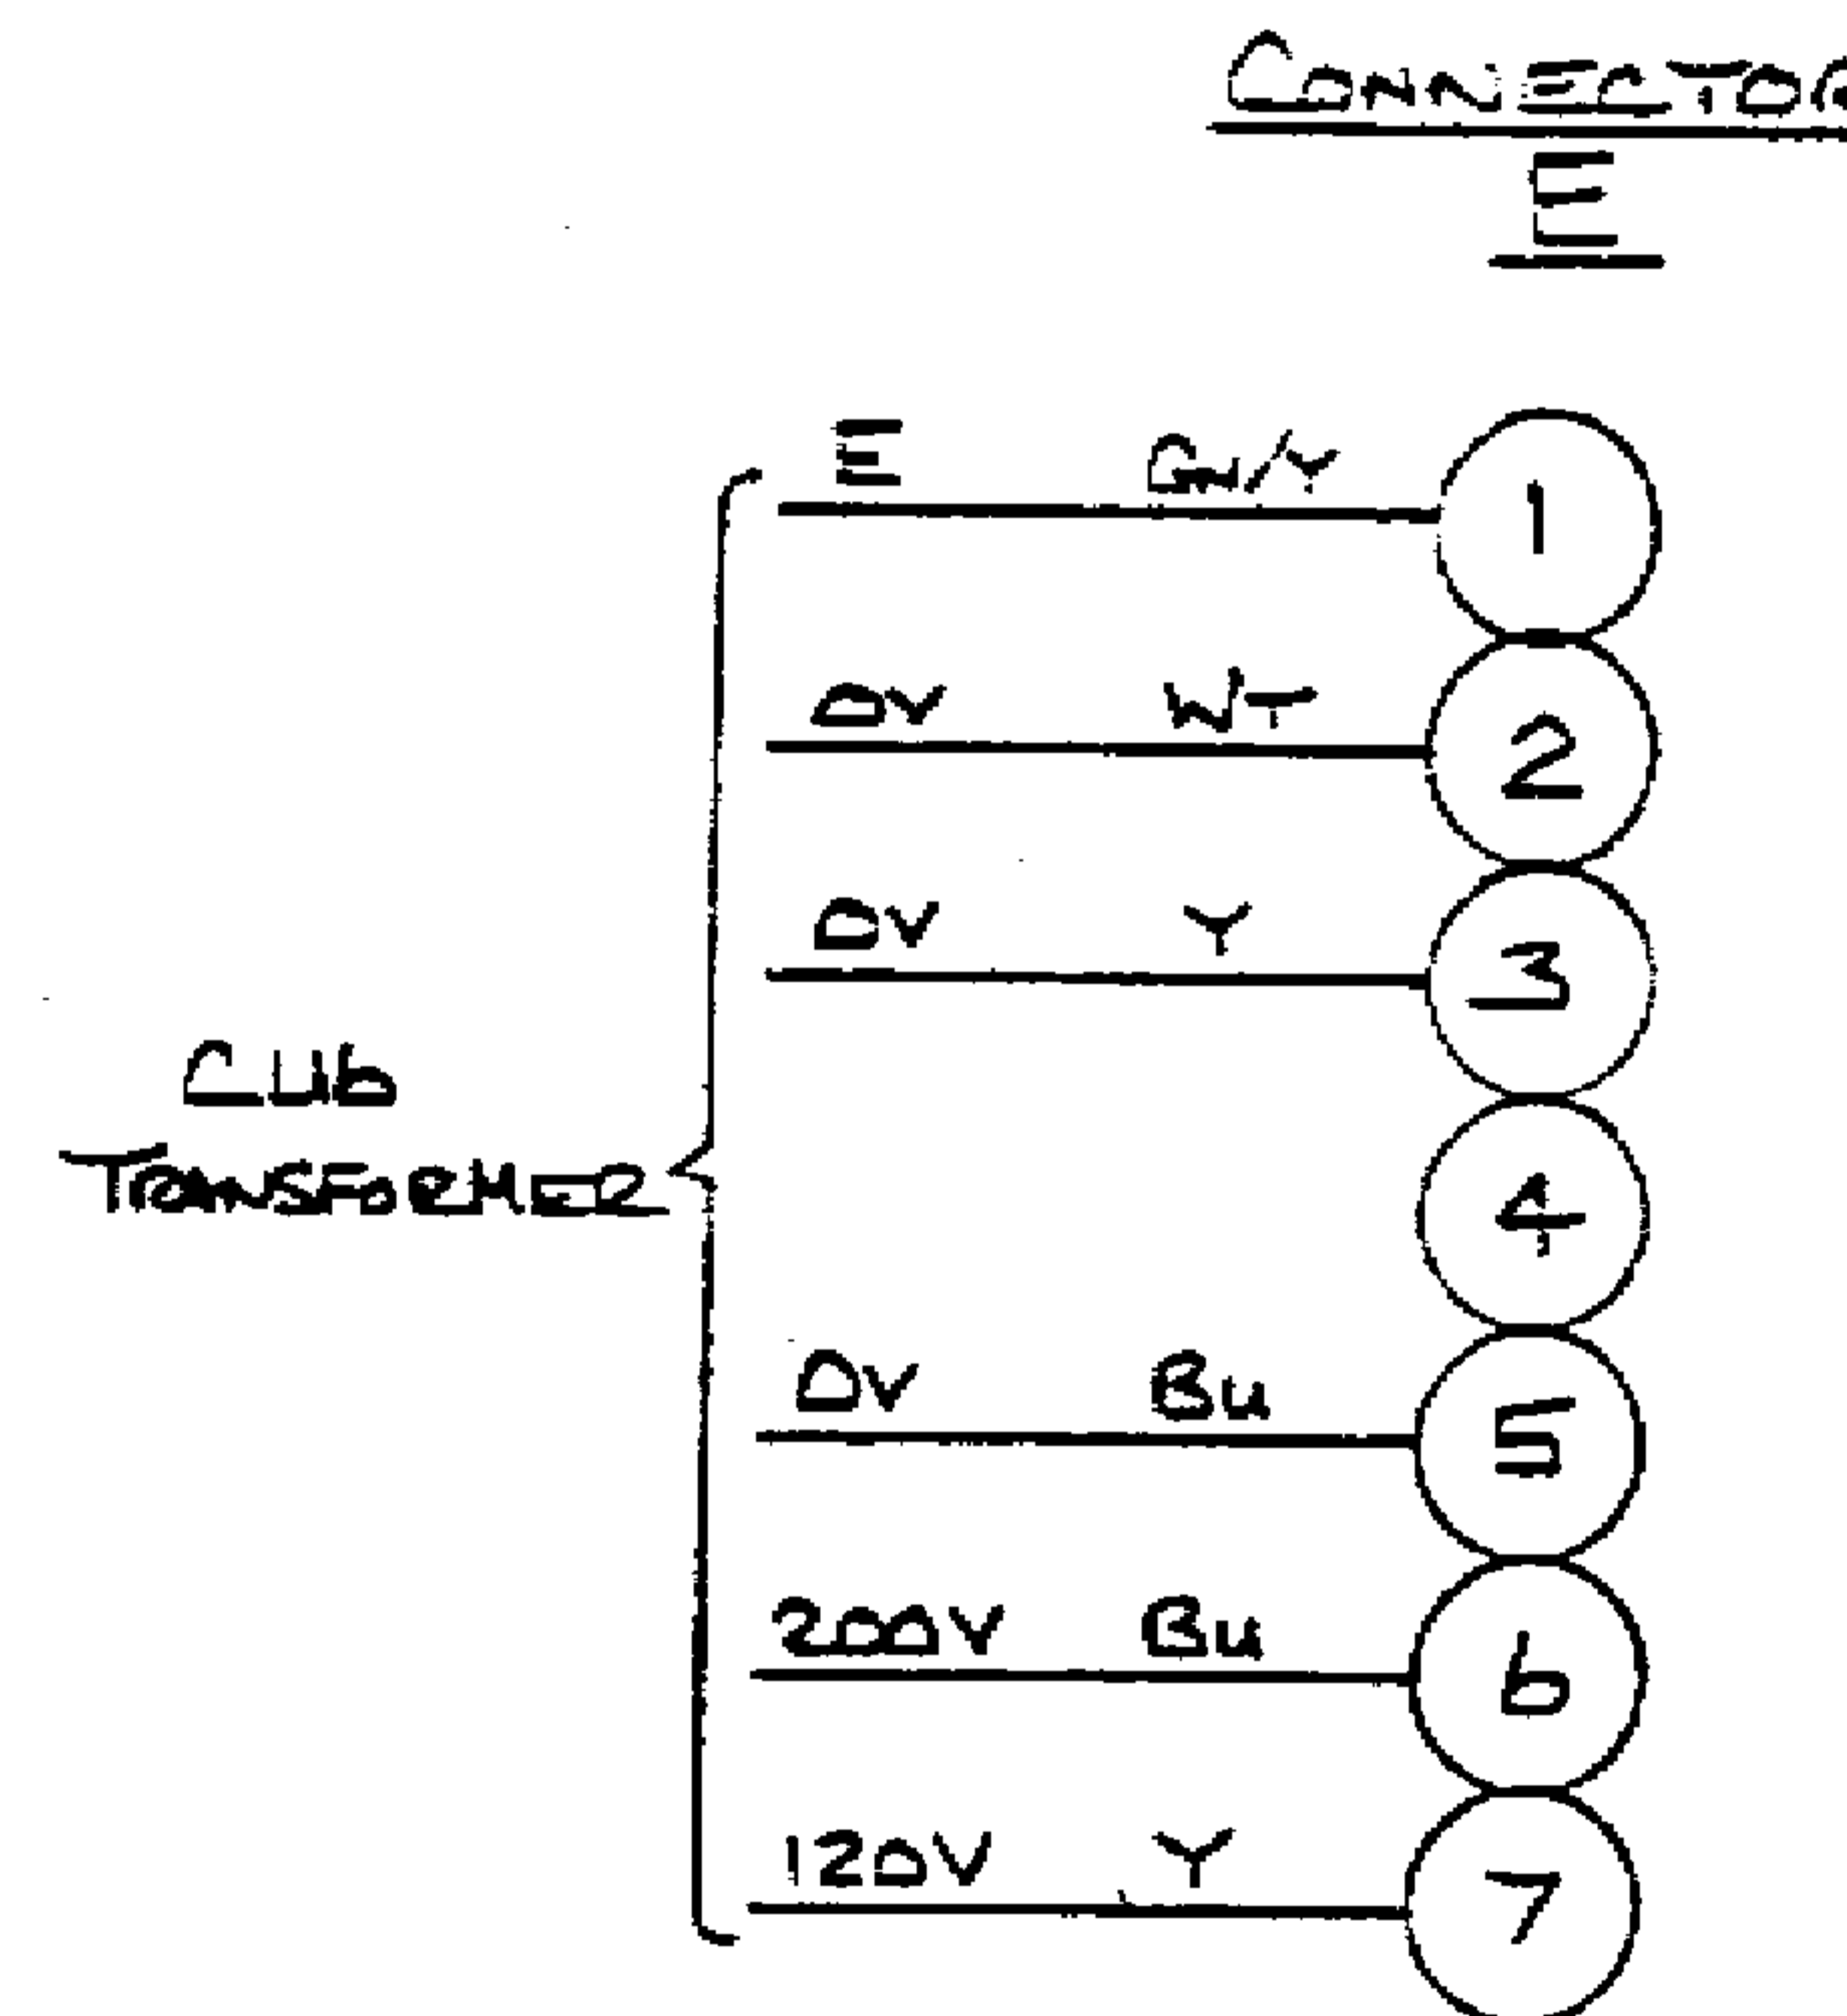 CONNECTOR
E
E GN/Y 1
0V WT 2
0V Y 3
CUB
TRANSFORMER
4
0V BU 5
200V BU 6
120V Y 7